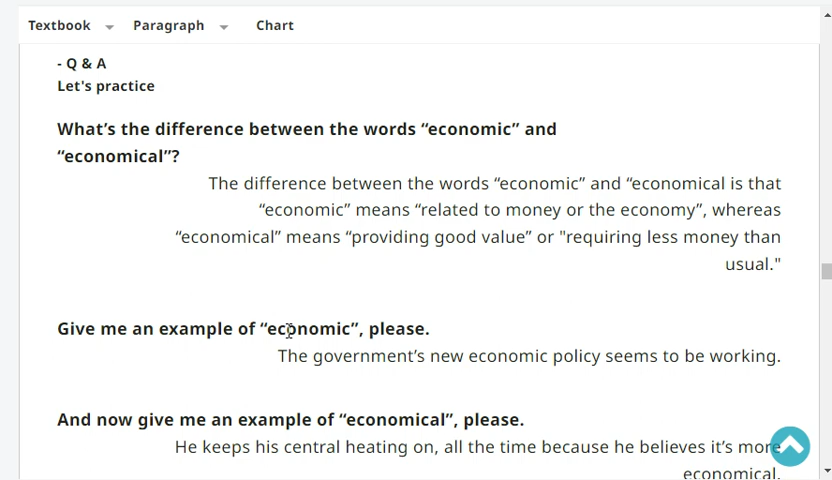 Textbook Paragraph Chart
- Q & A
Let's practice
What's the difference between the words “economic” and
“economical”?
The difference between the words “economic” and “economical is that
“economic” means “related to money or the economy”, whereas
“economical” means “providing good value” or "requiring less money than
usual."
Give me an example of “economic”, please.
The government’s new economic policy seems to be working.
And now give me an example of “economical”, please.
He keeps his central heating on, all the time because he believes it’s more
economical.